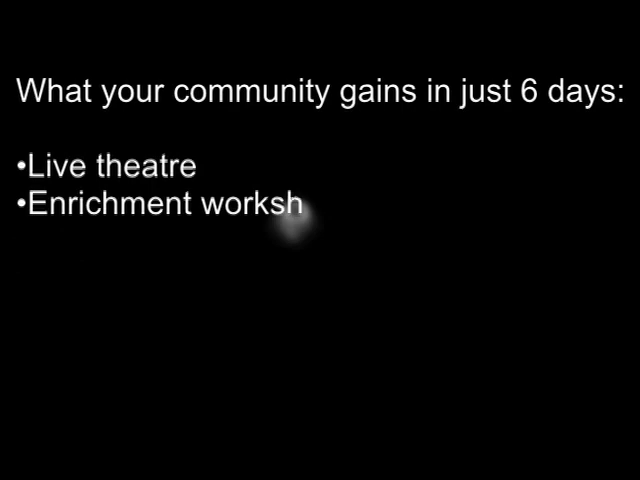 What your community gains in just 6 days:
•Live theatre
•Enrichment worksh